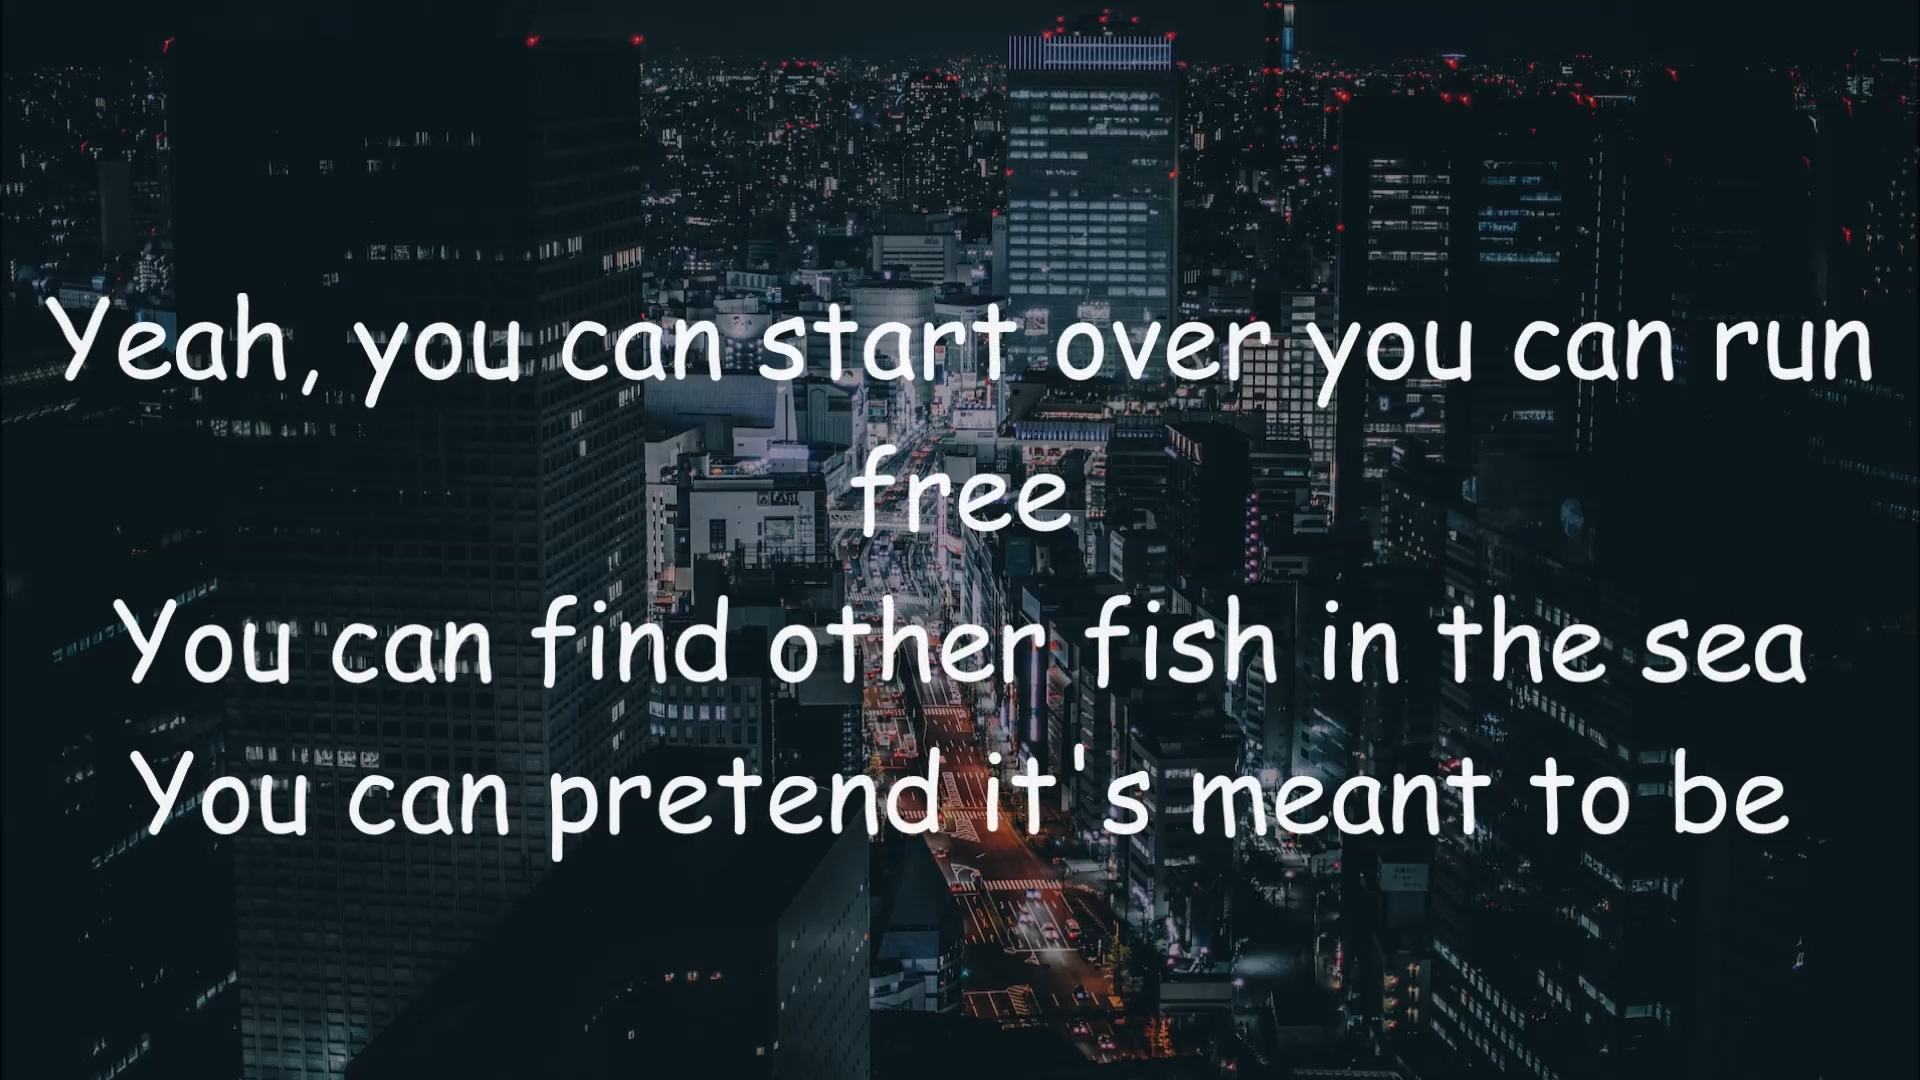 Yeah, you can start over you can run
free
You can find other fish in the sea
You can pretend it's meant to be
LABI